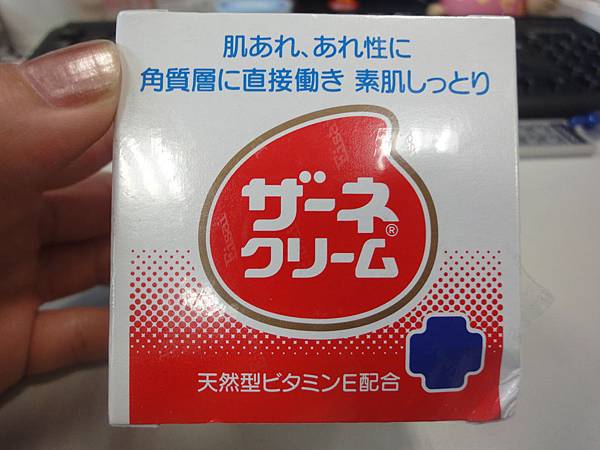 肌あれ、あれ性に
角質層に直接働き 素肌しっとり
ザーネ®
クリーム
Eisai
Eisai
天然型ビタミンE配合